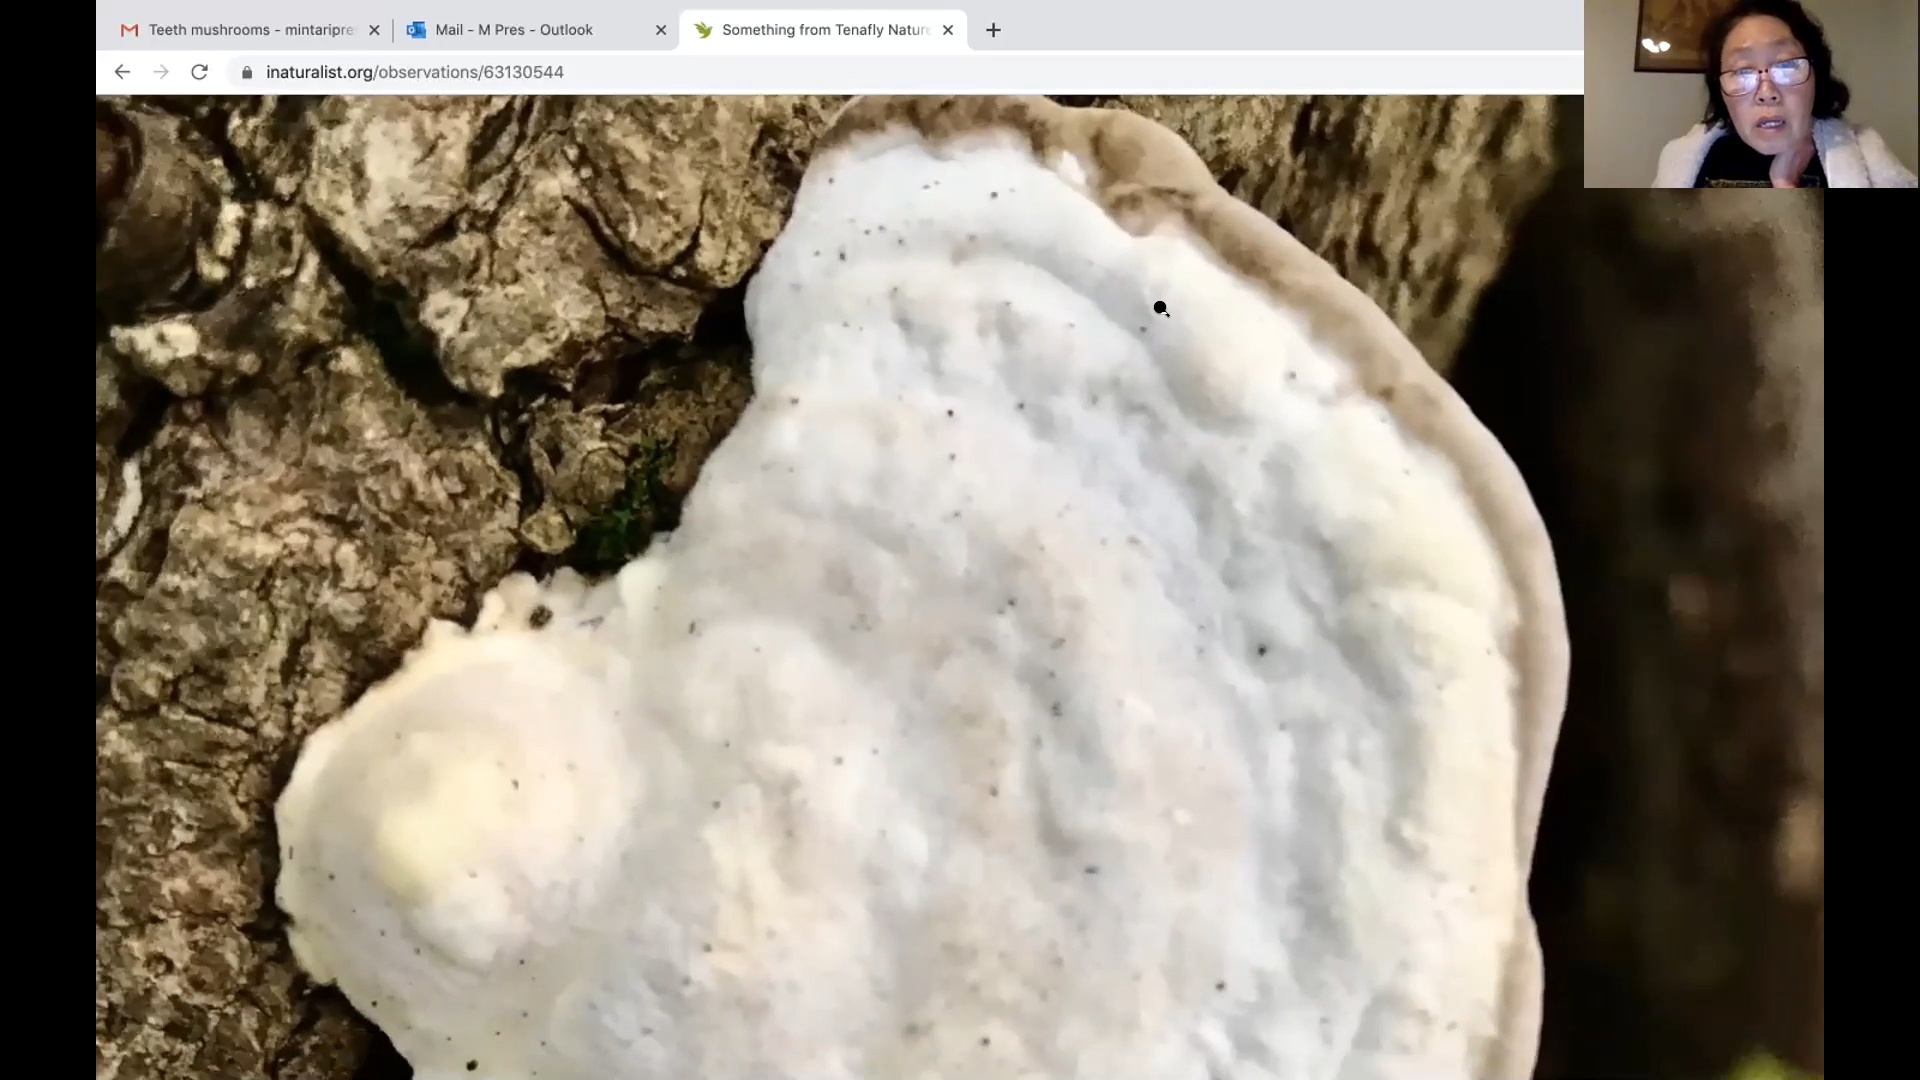 Teeth mushrooms - mintaripre
Mail - M Pres - Outlook
Something from Tenafly Nature
inaturalist.org/observations/63130544